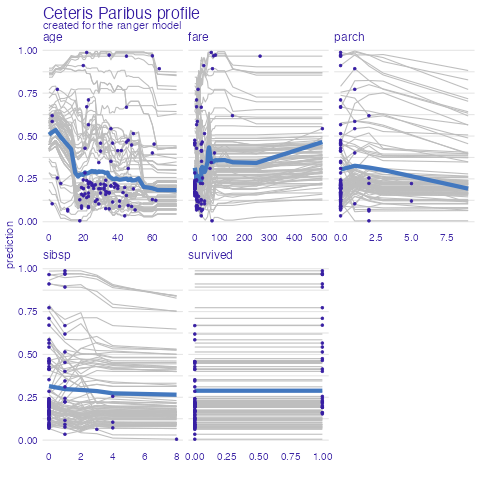 Ceteris Paribus profile
created for the ranger model
age fare parch
1.00
0.75
0.50
0.25
0.00
0 20 40 60 0 100 200 300 400 500 0.0 2.5 5.0 7.5
prediction
sibsp survived
1.00
0.75
0.50
0.25
0.00
0 2 4 6 8 0.00 0.25 0.50 0.75 1.00